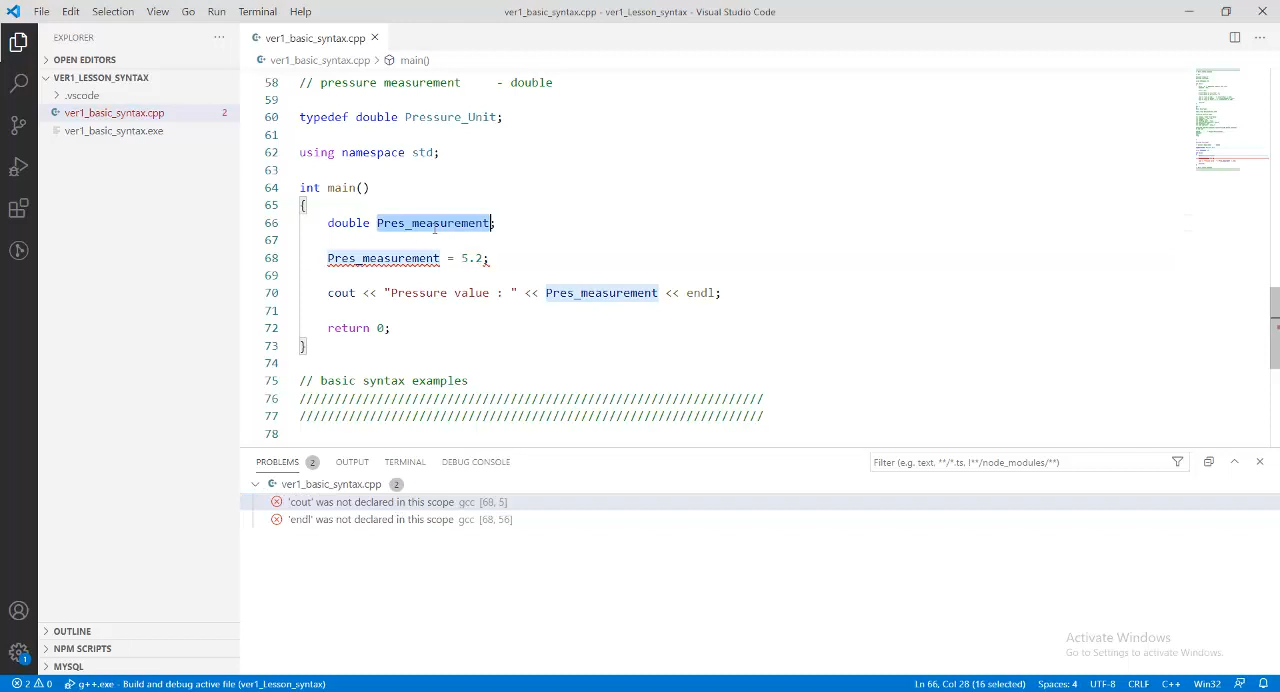 File Edit Selection View Go Run Terminal Help
ver1_basic_syntax.cpp - ver1_Lesson_syntax - Visual Studio Code
EXPLORER
OPEN EDITORS
VER1_LESSON_SYNTAX
.vscode
ver1_basic_syntax.cpp 2
ver1_basic_syntax.exe
OUTLINE
NPM SCRIPTS
MYSQL
ver1_basic_syntax.cpp
ver1_basic_syntax.cpp > main()
58 // pressure measurement - double
59
60 typedef double Pressure_Unit;
61
62 using namespace std;
63
64 int main()
65 {
66 double Pres_measurement;
67
68 Pres_measurement = 5.2;
69
70 cout << "Pressure value : " << Pres_measurement << endl;
71
72 return 0;
73 }
74
75 // basic syntax examples
76 //////////////////////////////////////////////////////////////////
77 //////////////////////////////////////////////////////////////////
78
PROBLEMS 2 OUTPUT TERMINAL DEBUG CONSOLE
Filter (e.g. text, **/*.ts, !**/node_modules/**)
ver1_basic_syntax.cpp 2
'cout' was not declared in this scope gcc [68, 5]
'endl' was not declared in this scope gcc [68, 56]
Activate Windows
Go to Settings to activate Windows.
1
2 0 g++.exe - Build and debug active file (ver1_Lesson_syntax)
Ln 66, Col 28 (16 selected) Spaces: 4 UTF-8 CRLF C++ Win32